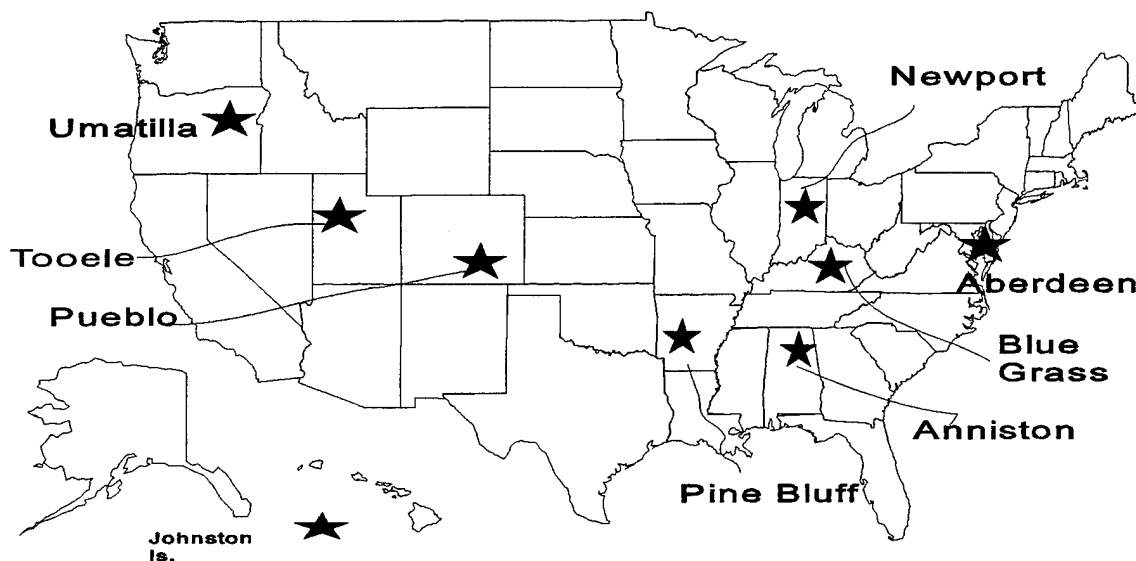 Newport
Umatilla
Tooele
Aberdeen
Pueblo
Blue
Grass
Anniston
Pine Bluff
Johnston
Is.